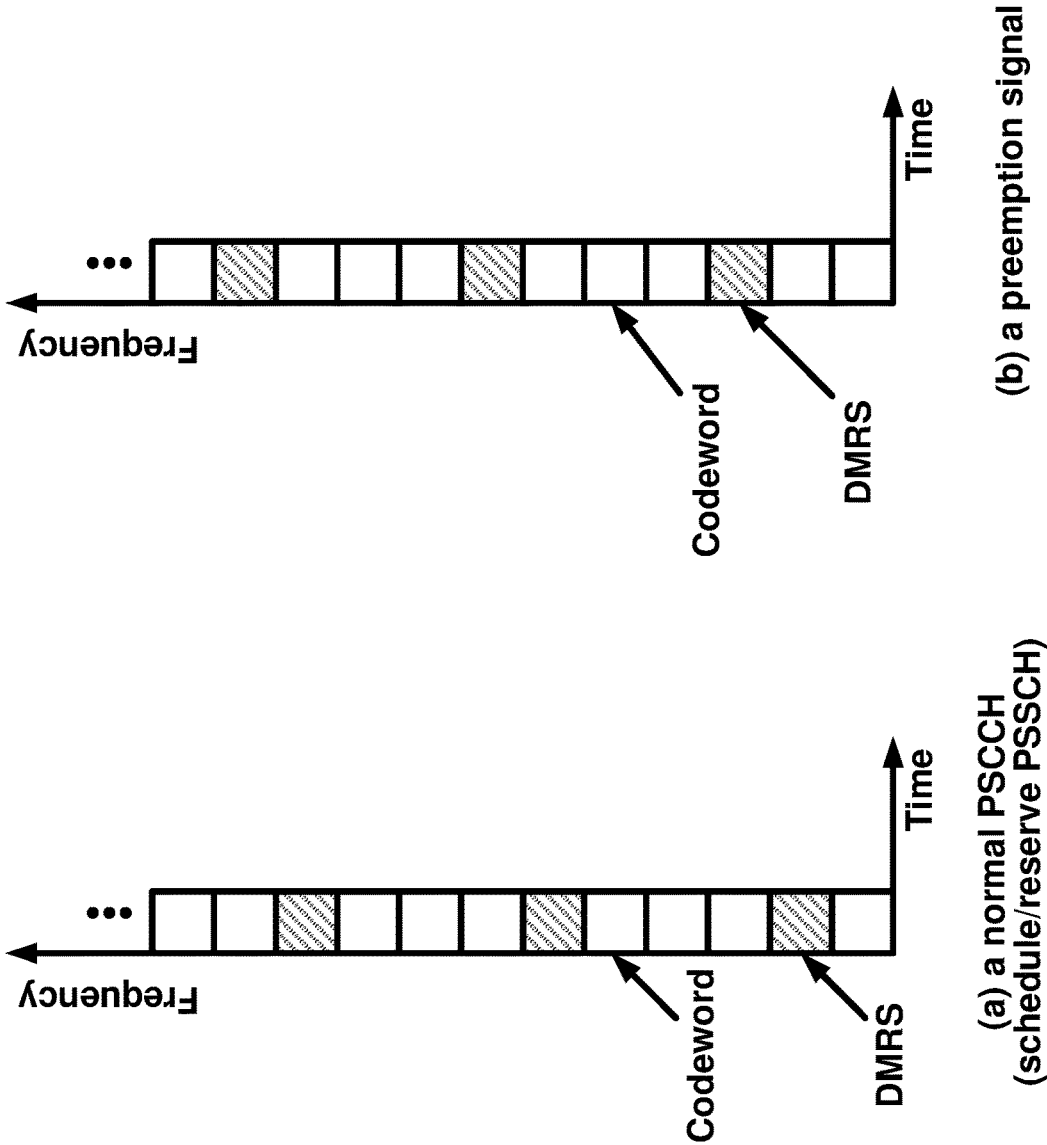 Frequency
•••
Codeword
DMRS
Time
(a) a normal PSCCH
(schedule/reserve PSSCH)
Frequency
•••
Codeword
DMRS
Time
(b) a preemption signal